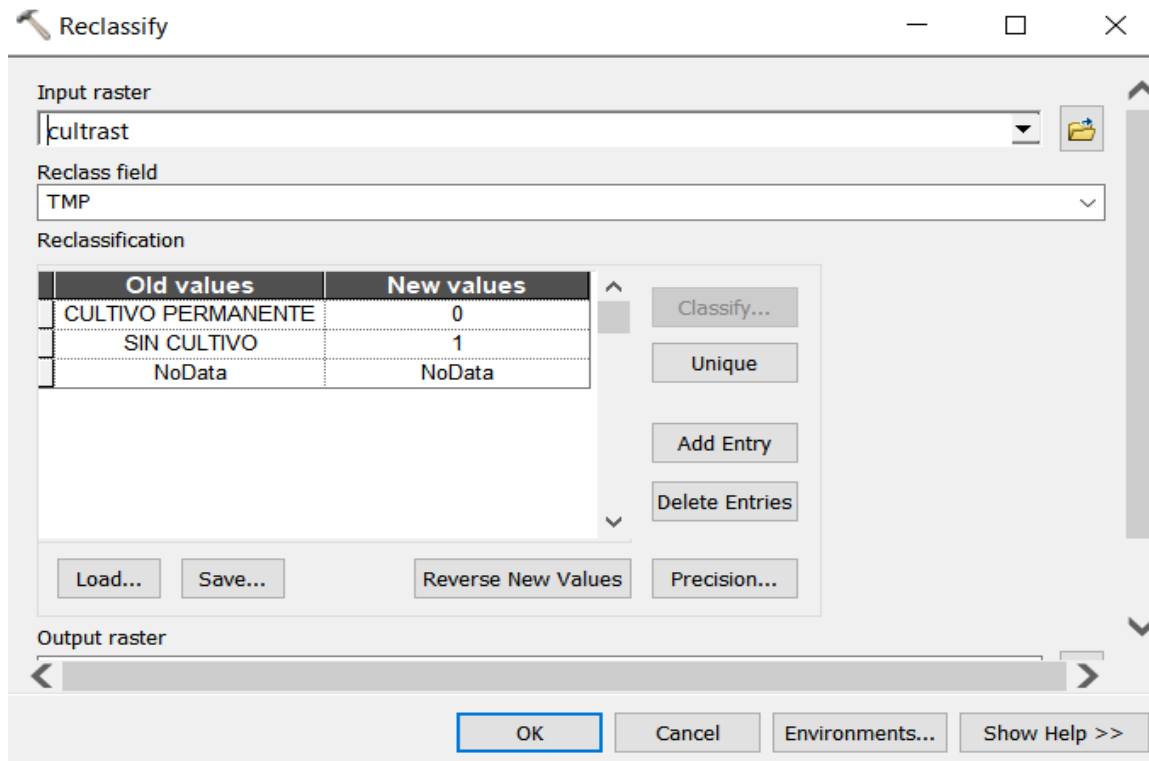 Reclassify
Input raster
cultrast
Reclass field
TMP
Reclassification
Old values New values
CULTIVO PERMANENTE 0
SIN CULTIVO 1
NoData NoData
Classify...
Unique
Add Entry
Delete Entries
Load... Save... Reverse New Values Precision...
Output raster
OK Cancel Environments... Show Help >>